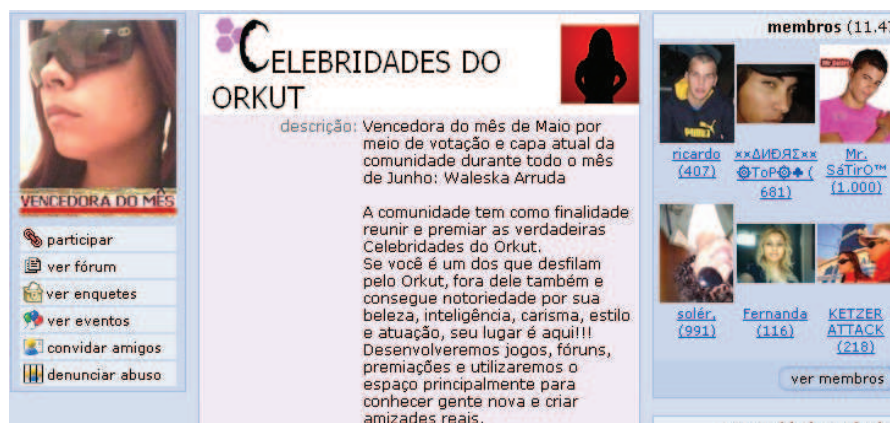 VENCEDORA DO MÊS
participar
ver fórum
ver enquetes
ver eventos
convidar amigos
denunciar abuso
CELEBRIDADES DO
ORKUT
descrição: Vencedora do mês de Maio por
meio de votação e capa atual da
comunidade durante todo o mês
de Junho: Waleska Arruda
A comunidade tem como finalidade
reunir e premiar as verdadeiras
Celebridades do Orkut.
Se você é um dos que desfilam
pelo Orkut, fora dele também e
consegue notoriedade por sua
beleza, inteligência, carisma, estilo
e atuação, seu lugar é aqui!!!
Desenvolveremos jogos, fóruns,
premiações e utilizaremos o
espaço principalmente para
conhecer gente nova e criar
amizades reais.
membros (11.47
ricardo
(407)
××ΔИÐЯΣ××
۞ToP۞♣ (
681)
Mr.
SáTirO™
(1.000)
solér,
(991)
Fernanda
(116)
KETZER
ATTACK
(218)
ver membros